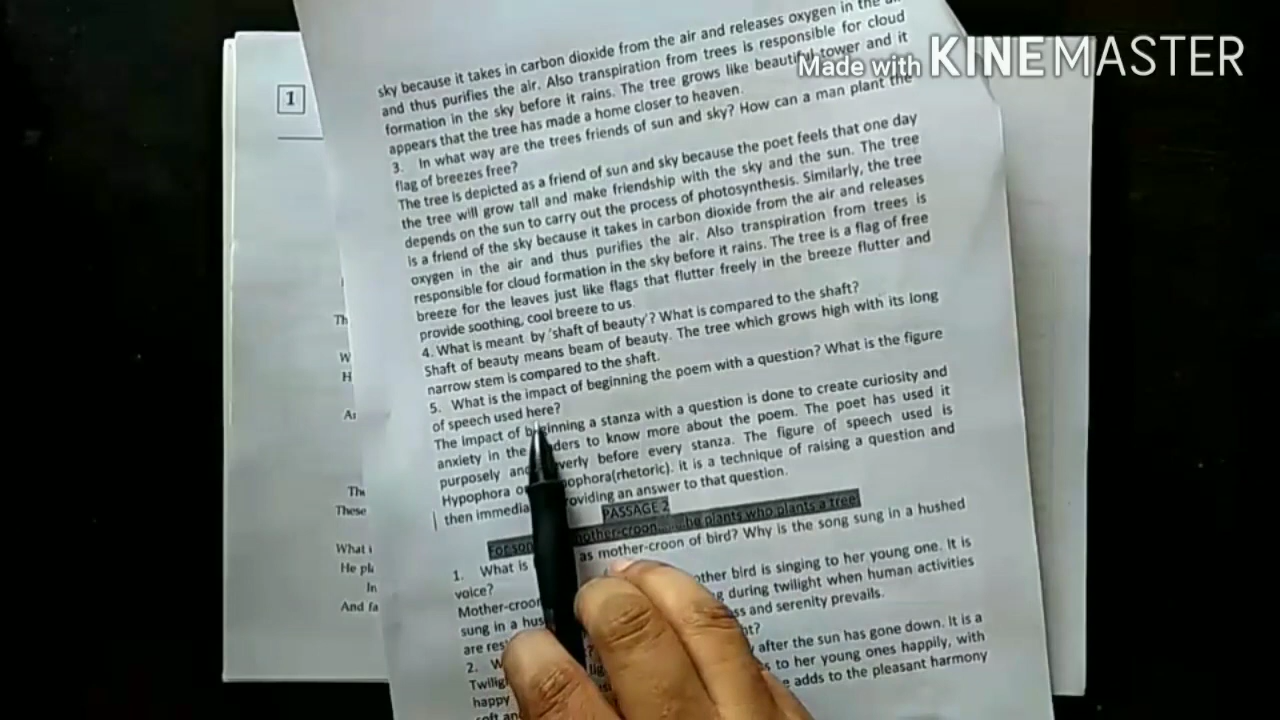 Made with KINEMASTER
1
sky because it takes in carbon dioxide from the air and releases oxygen in the
and thus purifies the air. Also transpiration from trees is responsible for cloud
formation in the sky before it rains. The tree grows like beautiful tower and it
appears that the tree has made a home closer to heaven.
3. In what way are the trees friends of sun and sky? How can a man plant the
flag of breezes free?
The tree is depicted as a friend of sun and sky because the poet feels that one day
the tree will grow tall and make friendship with the sky and the sun. The tree
depends on the sun to carry out the process of photosynthesis. Similarly, the tree
is a friend of the sky because it takes in carbon dioxide from the air and releases
oxygen in the air and thus purifies the air. Also transpiration from trees is
responsible for cloud formation in the sky before it rains. The tree is a flag of free
breeze for the leaves just like flags that flutter freely in the breeze flutter and
provide soothing, cool breeze to us.
4. What is meant by 'shaft of beauty'? What is compared to the shaft?
Shaft of beauty means beam of beauty. The tree which grows high with its long
narrow stem is compared to the shaft.
5. What is the impact of beginning the poem with a question? What is the figure
of speech used here?
The impact of beginning a stanza with a question is done to create curiosity and
anxiety in the to know more about the poem. The poet has used it
purposely and before every stanza. The figure of speech used is
Hypophora (rhetoric). it is a technique of raising a question and
then providing an answer to that question.
PASSAGE 2
mother-croon......he plants who plants a tree
1. What is as mother-croon of bird? Why is the song sung in a hushed
voice?
bird is singing to her young one. It is
sung in a during twilight when human activities
are and serenity prevails.
2.
after the sun has gone down. It is a
happy to her young ones happily, with
adds to the pleasant harmony
Th
W
H
These
What
He
In
And